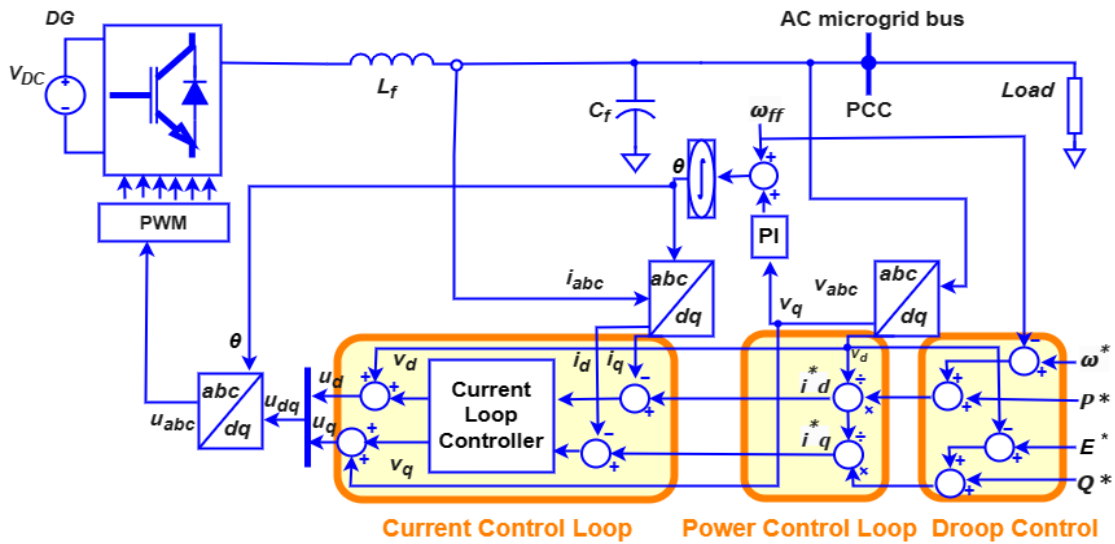 DG
AC microgrid bus
V_DC
L_f
C_f
ω_ff
Load
PCC
θ
PWM
PI
i_abc
abc
dq
v_q
v_abc
abc
dq
θ
i_d
i_q
v_d
v_d
ω*
u_d
i*d
P*
abc
dq
u_abc
u_dq
u_q
Current
Loop
Controller
i*q
E*
v_q
Q*
Current Control Loop
Power Control Loop
Droop Control